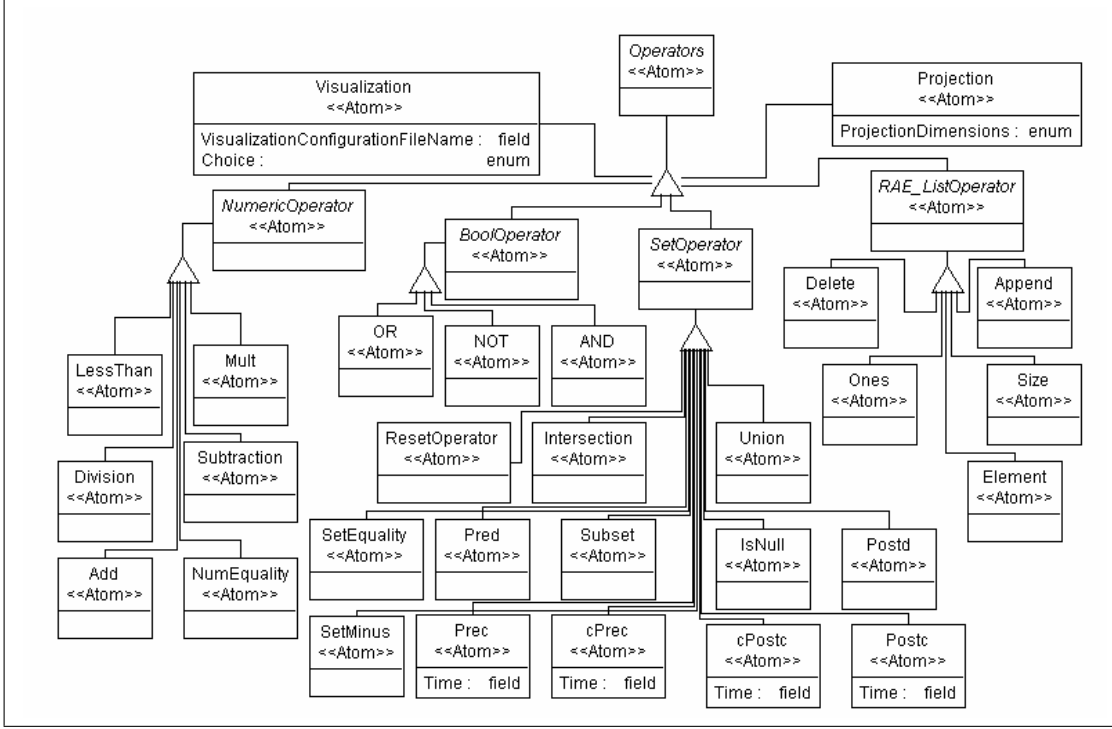 Operators
<<Atom>>
Visualization
<<Atom>>
VisualizationConfigurationFileName : field
Choice : enum
Projection
<<Atom>>
ProjectionDimensions : enum
NumericOperator
<<Atom>>
BoolOperator
<<Atom>>
SetOperator
<<Atom>>
RAE_ListOperator
<<Atom>>
Delete
<<Atom>>
Append
<<Atom>>
OR
<<Atom>>
NOT
<<Atom>>
AND
<<Atom>>
LessThan
<<Atom>>
Mult
<<Atom>>
Ones
<<Atom>>
Size
<<Atom>>
ResetOperator
<<Atom>>
Intersection
<<Atom>>
Union
<<Atom>>
Division
<<Atom>>
Subtraction
<<Atom>>
Element
<<Atom>>
SetEquality
<<Atom>>
Pred
<<Atom>>
Subset
<<Atom>>
IsNull
<<Atom>>
Postd
<<Atom>>
Add
<<Atom>>
NumEquality
<<Atom>>
SetMinus
<<Atom>>
Prec
<<Atom>>
Time : field
cPrec
<<Atom>>
Time : field
cPostc
<<Atom>>
Time : field
Postc
<<Atom>>
Time : field